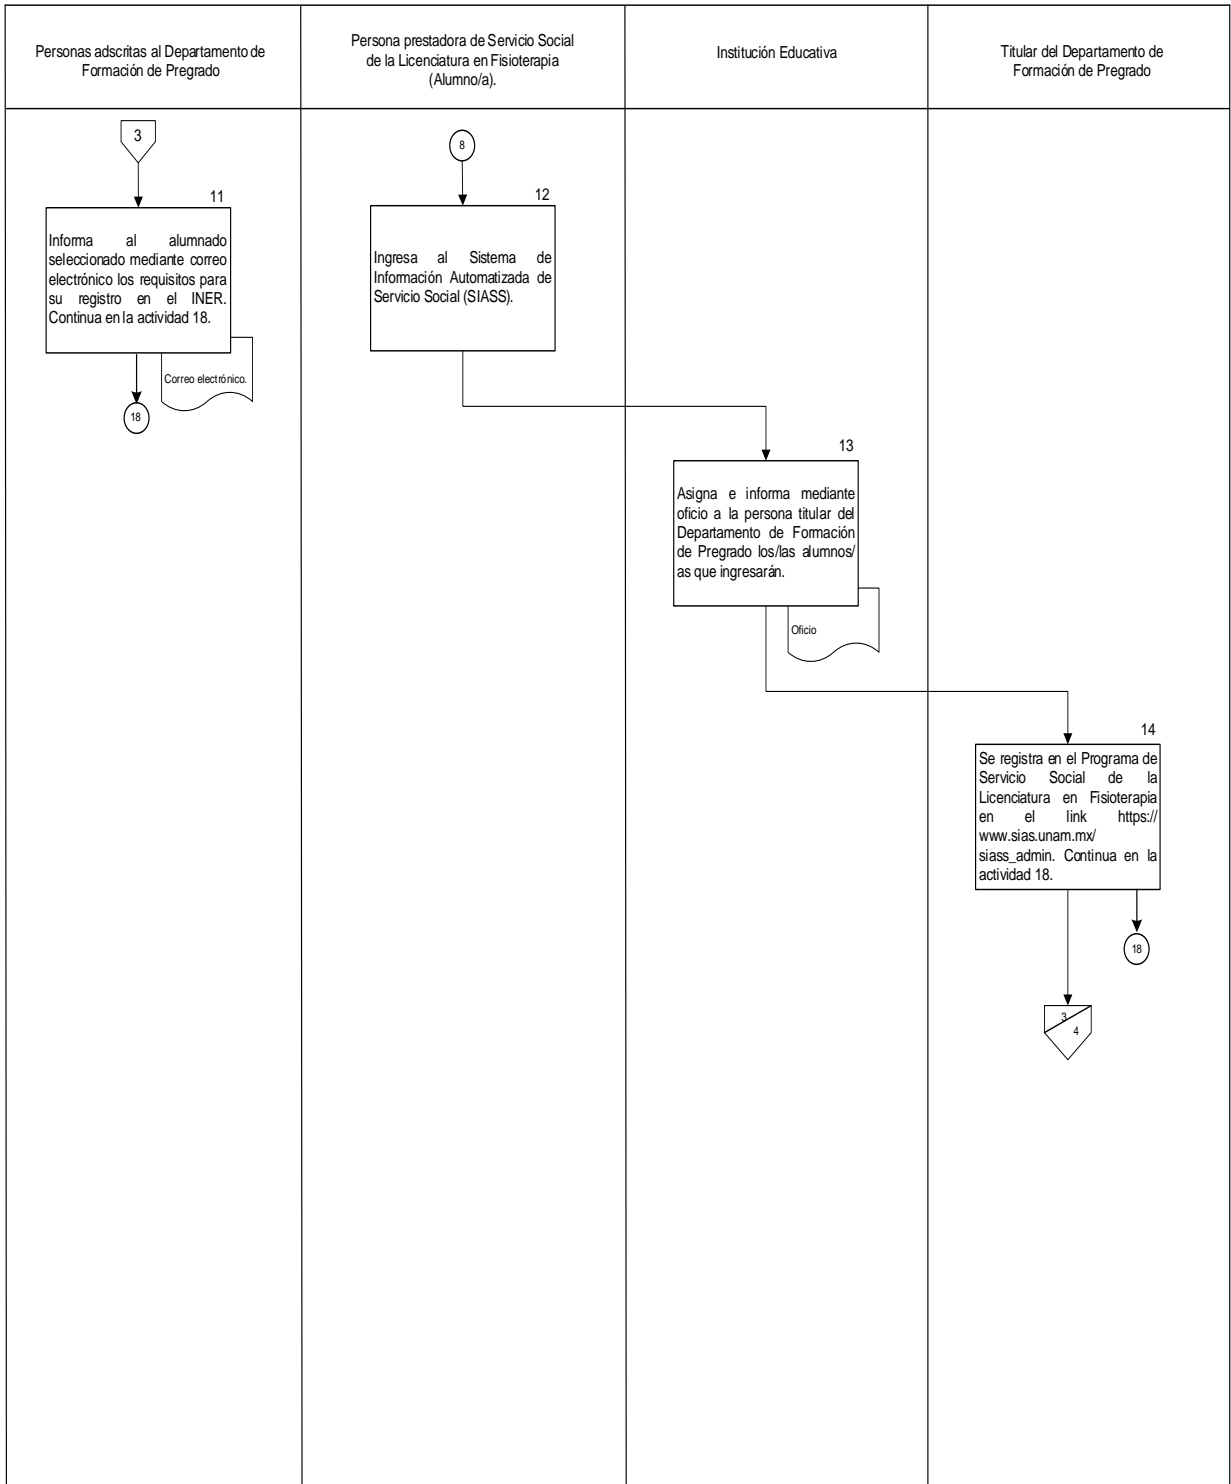 Personas adscritas al Departamento de
Formación de Pregrado
Persona prestadora de Servicio Social
de la Licenciatura en Fisioterapia
(Alumno/a).
Institución Educativa
Titular del Departamento de
Formación de Pregrado
3
11
Informa al alumnado
seleccionado mediante correo
electrónico los requisitos para
su registro en el INER.
Continua en la actividad 18.
Correo electrónico.
18
8
12
Ingresa al Sistema de
Información Automatizada de
Servicio Social (SIASS).
13
Asigna e informa mediante
oficio a la persona titular del
Departamento de Formación
de Pregrado los/las alumnos/
as que ingresarán.
Oficio
14
Se registra en el Programa de
Servicio Social de la
Licenciatura en Fisioterapia
en el link https://
www.sias.unam.mx/
siass_admin. Continua en la
actividad 18.
18
3
4